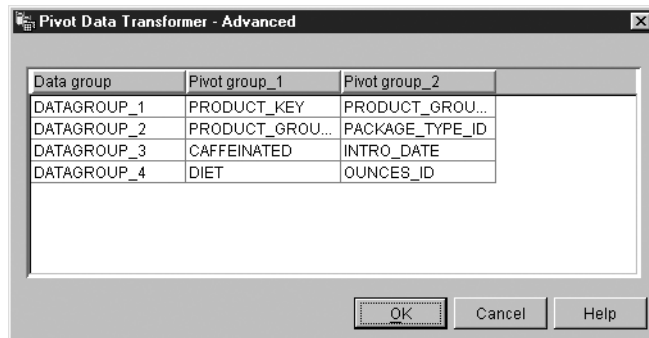 Pivot Data Transformer - Advanced
Data group Pivot group_1 Pivot group_2
DATAGROUP_1 PRODUCT_KEY PRODUCT_GROU...
DATAGROUP_2 PRODUCT_GROU... PACKAGE_TYPE_ID
DATAGROUP_3 CAFFEINATED INTRO_DATE
DATAGROUP_4 DIET OUNCES_ID
OK Cancel Help